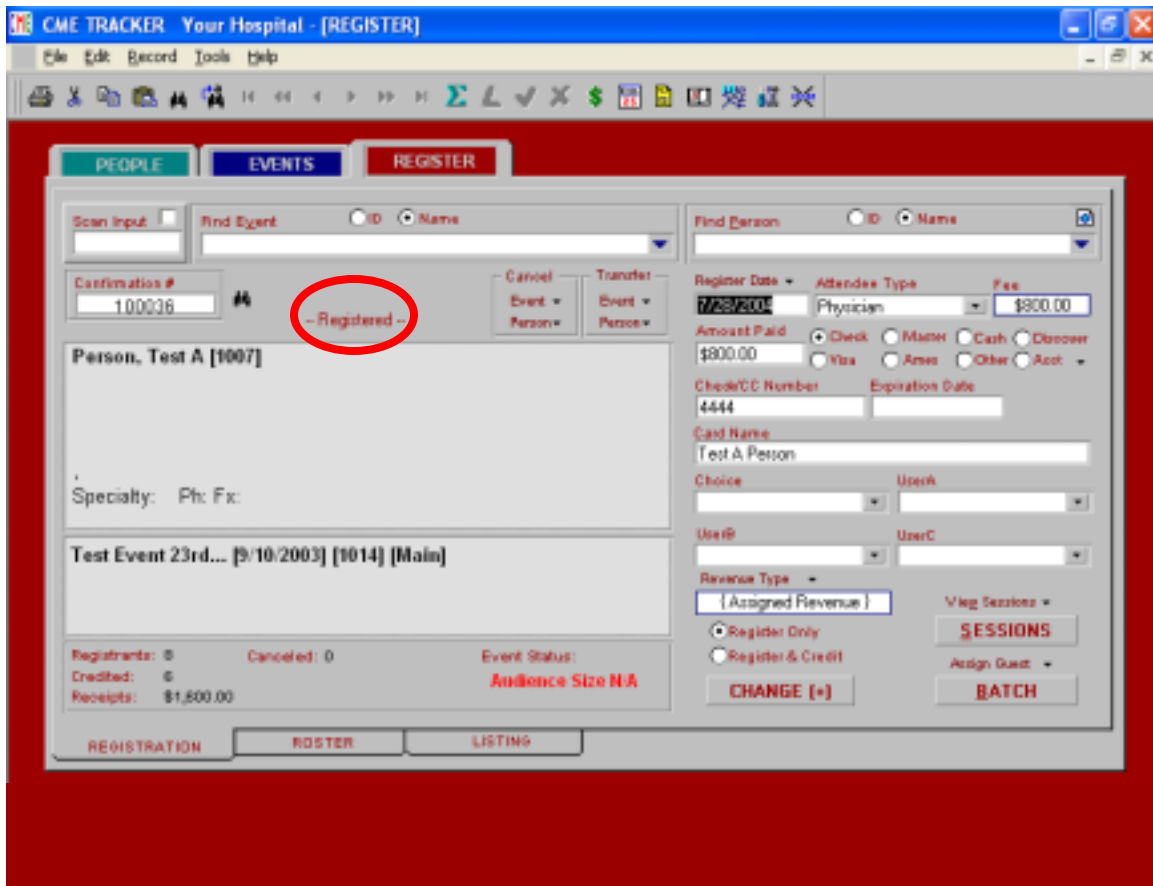 CME TRACKER Your Hospital - [REGISTER]
File Edit Record Tools Help
PEOPLE EVENTS REGISTER
Scan Input Find Event ID Name
Find Person ID Name
Confirmation #
100036
-- Registered --
Cancel Transfer
Event Event
Person Person
Register Date Attendee Type Fee
Physician $800.00
Amount Paid Check Master Cash Discover
$800.00 Visa Amex Other Acct
Check/CC Number Expiration Date
4444
Card Name
Test A Person
Choice UserA
UserB UserC
Person, Test A [1007]
,
Specialty: Ph: Fx:
Test Event 23rd... [9/10/2003] [1014] [Main]
Revenue Type
{ Assigned Revenue }
View Sessions
Register Only SESSIONS
Register & Credit Assign Guest
CHANGE [+] BATCH
Registrants: 8 Canceled: 0 Event Status:
Credited: 6 Audience Size N/A
Receipts: $1,600.00
REGISTRATION ROSTER LISTING